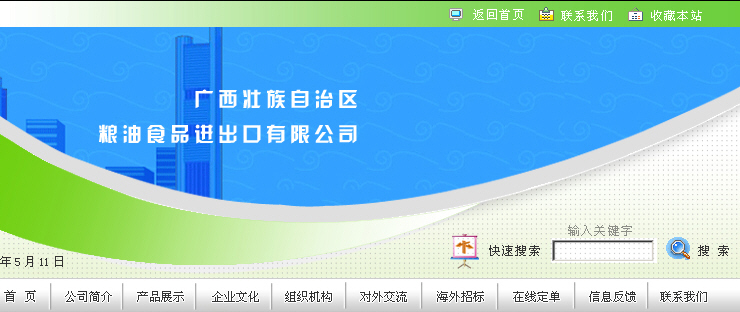 返回首页 联系我们 收藏本站
广西壮族自治区
粮油食品进出口有限公司
输入关键字
快速搜索 搜 索
年5月11日
首 页 公司简介 产品展示 企业文化 组织机构 对外交流 海外招标 在线定单 信息反馈 联系我们